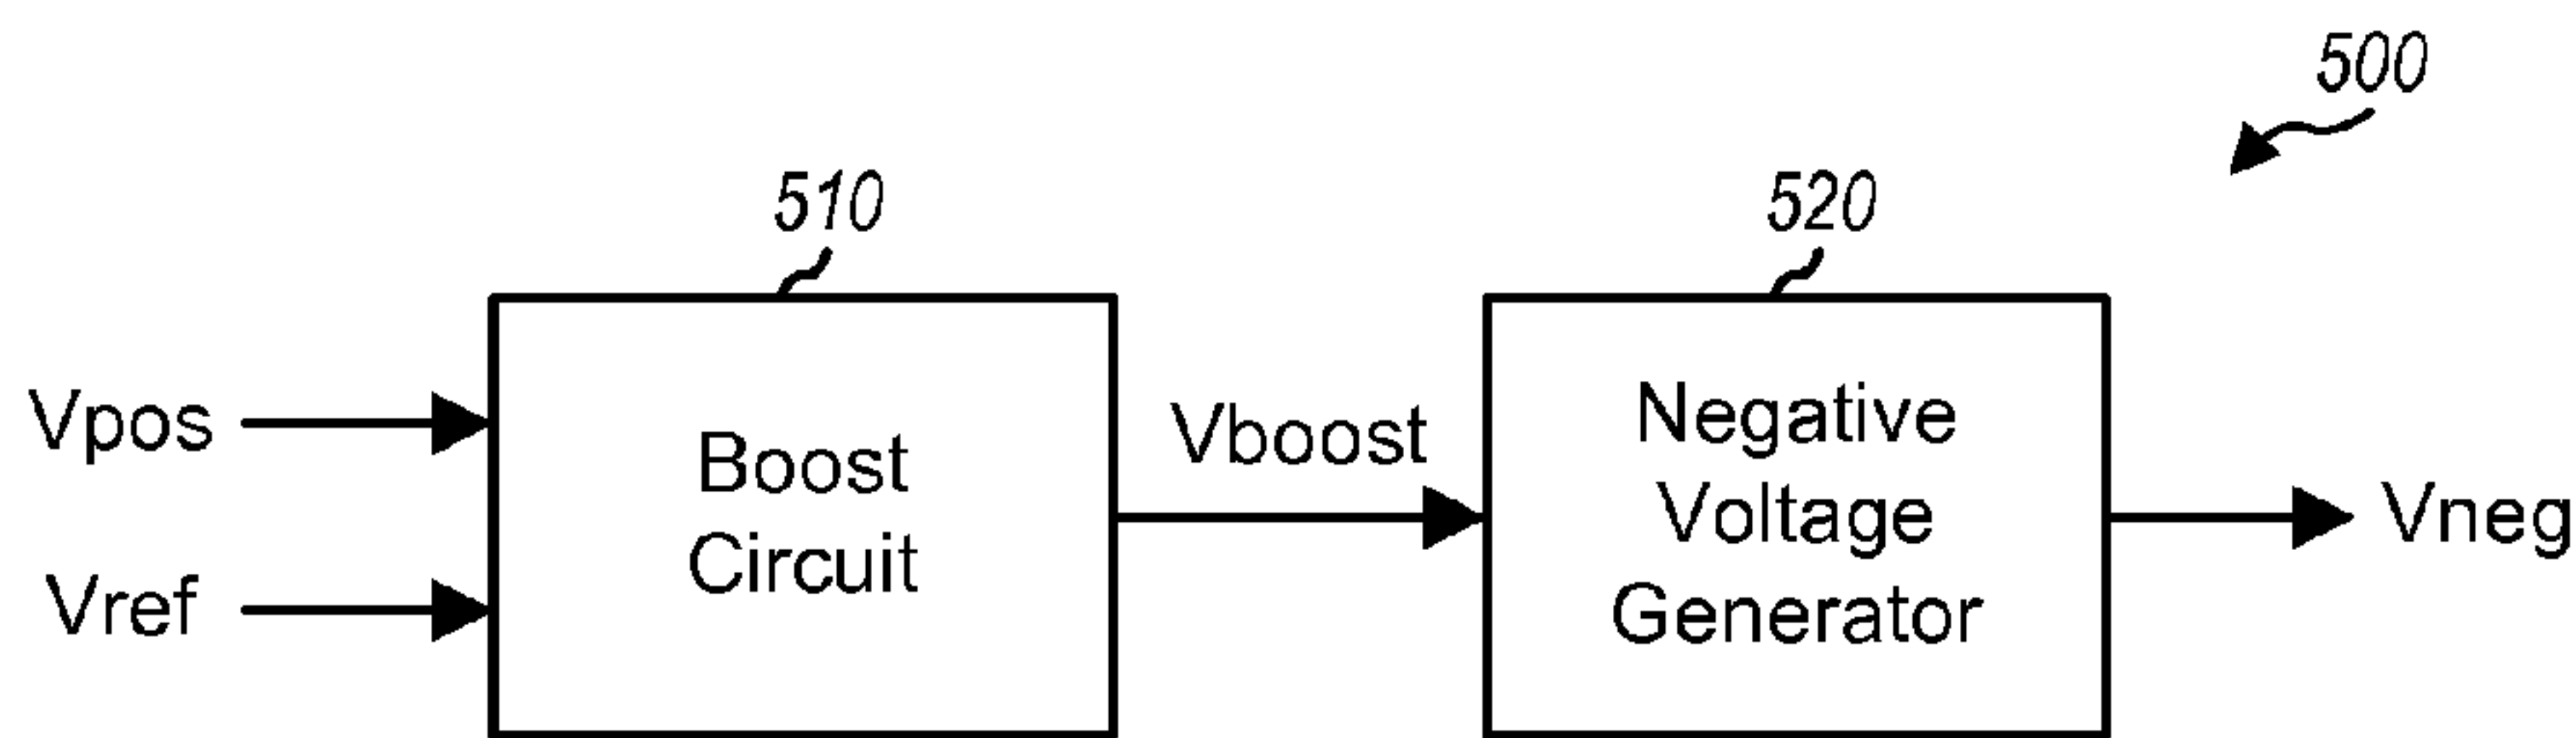 500
510
520
Vpos
Vref
Boost
Circuit
Vboost
Negative
Voltage
Generator
Vneg